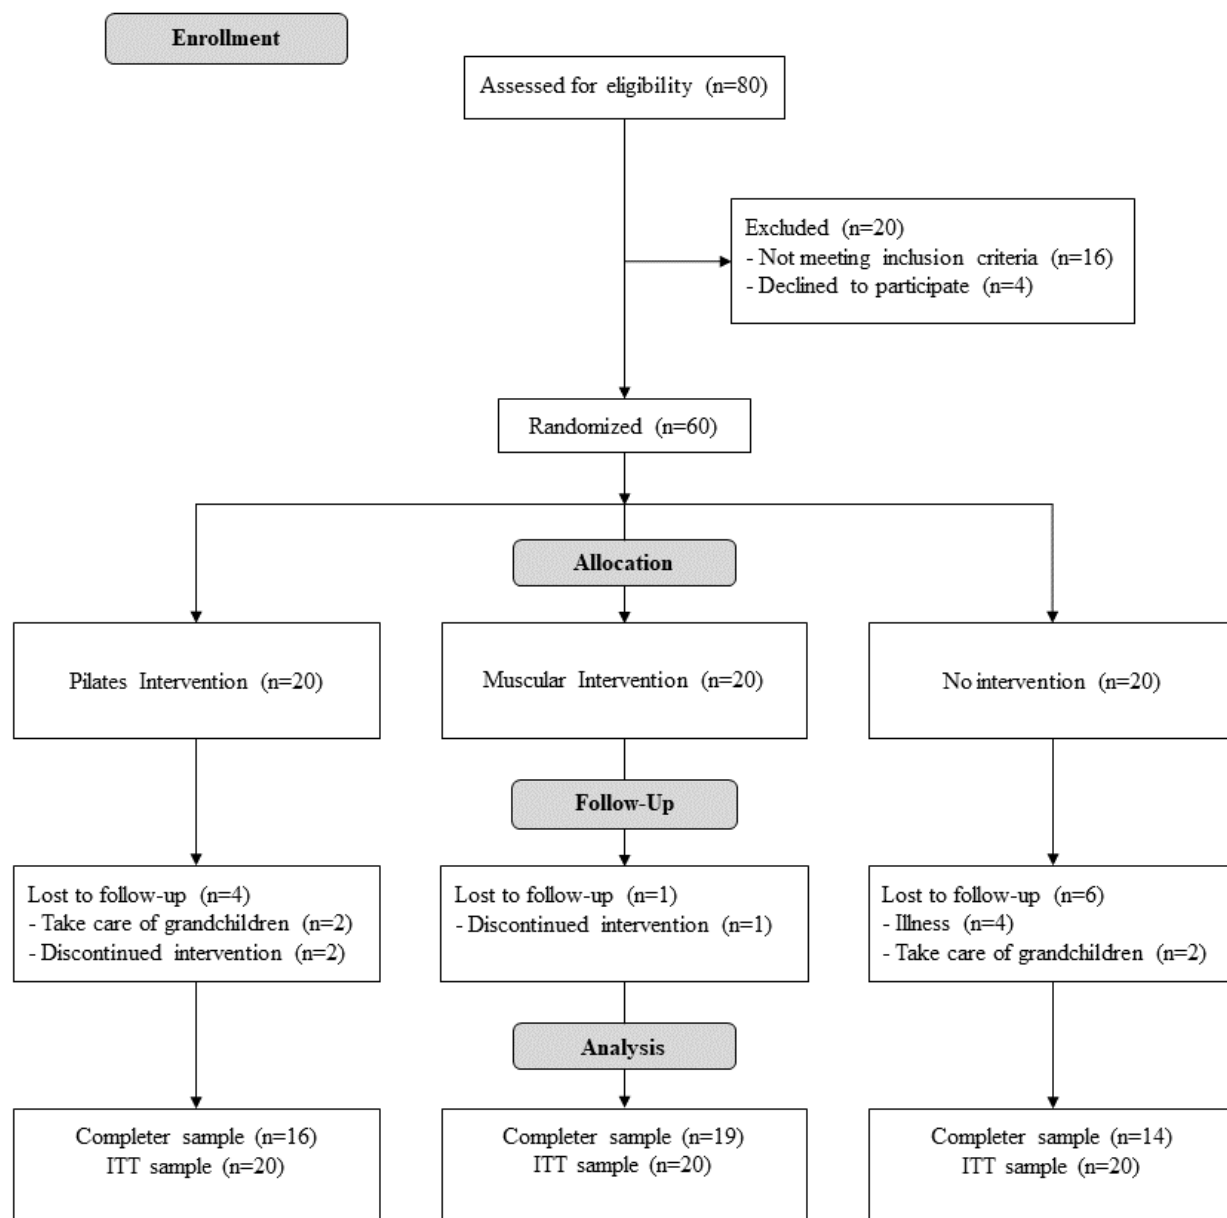 Enrollment
Assessed for eligibility (n=80)
Excluded (n=20)
- Not meeting inclusion criteria (n=16)
- Declined to participate (n=4)
Randomized (n=60)
Allocation
Pilates Intervention (n=20)
Muscular Intervention (n=20)
No intervention (n=20)
Follow-Up
Lost to follow-up (n=4)
- Take care of grandchildren (n=2)
- Discontinued intervention (n=2)
Lost to follow-up (n=1)
- Discontinued intervention (n=1)
Lost to follow-up (n=6)
- Illness (n=4)
- Take care of grandchildren (n=2)
Analysis
Completer sample (n=16)
ITT sample (n=20)
Completer sample (n=19)
ITT sample (n=20)
Completer sample (n=14)
ITT sample (n=20)